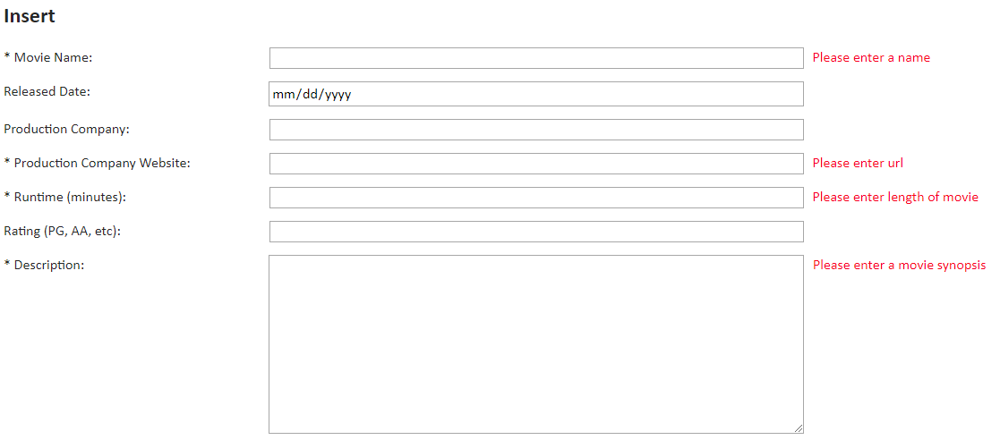 Insert
* Movie Name: Please enter a name
Released Date: mm/dd/yyyy
Production Company:
* Production Company Website: Please enter url
* Runtime (minutes): Please enter length of movie
Rating (PG, AA, etc):
* Description: Please enter a movie synopsis